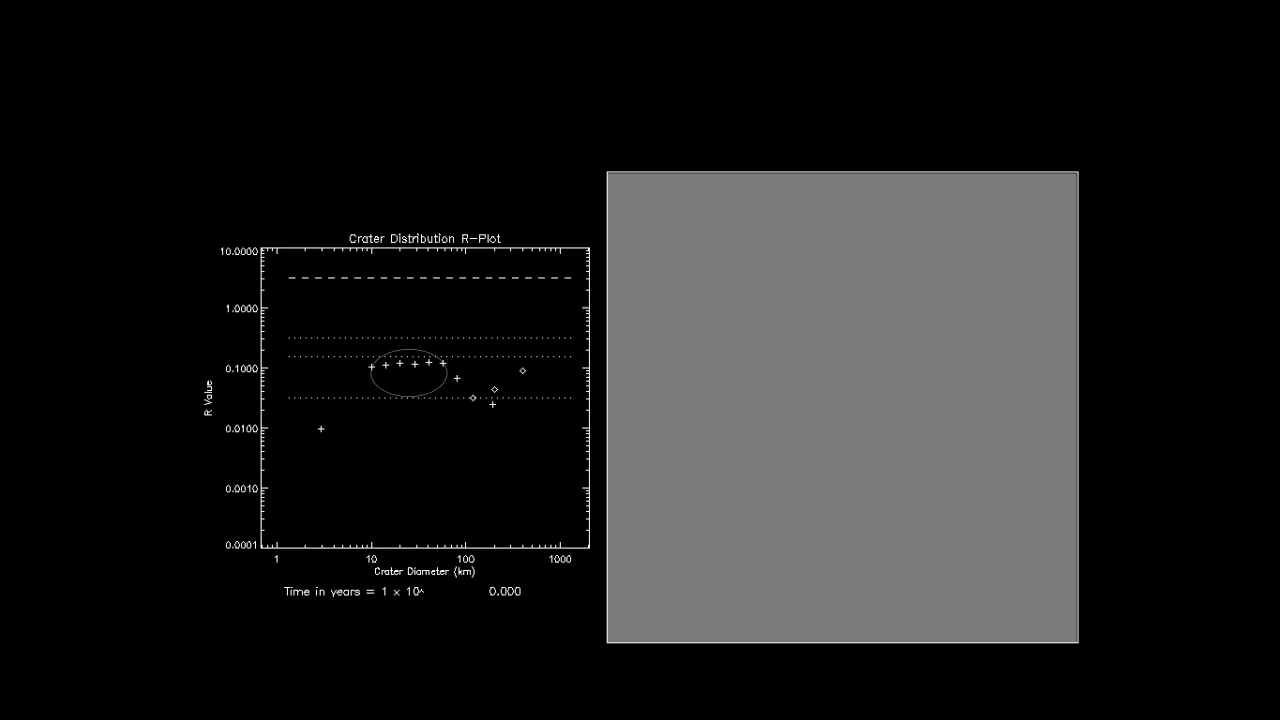 Crater Distribution R-Plot
10.0000
1.0000
0.1000
0.0100
0.0010
0.0001
R Value
1 10 100 1000
Crater Diameter (km)
Time in years = 1 × 10^ 0.000